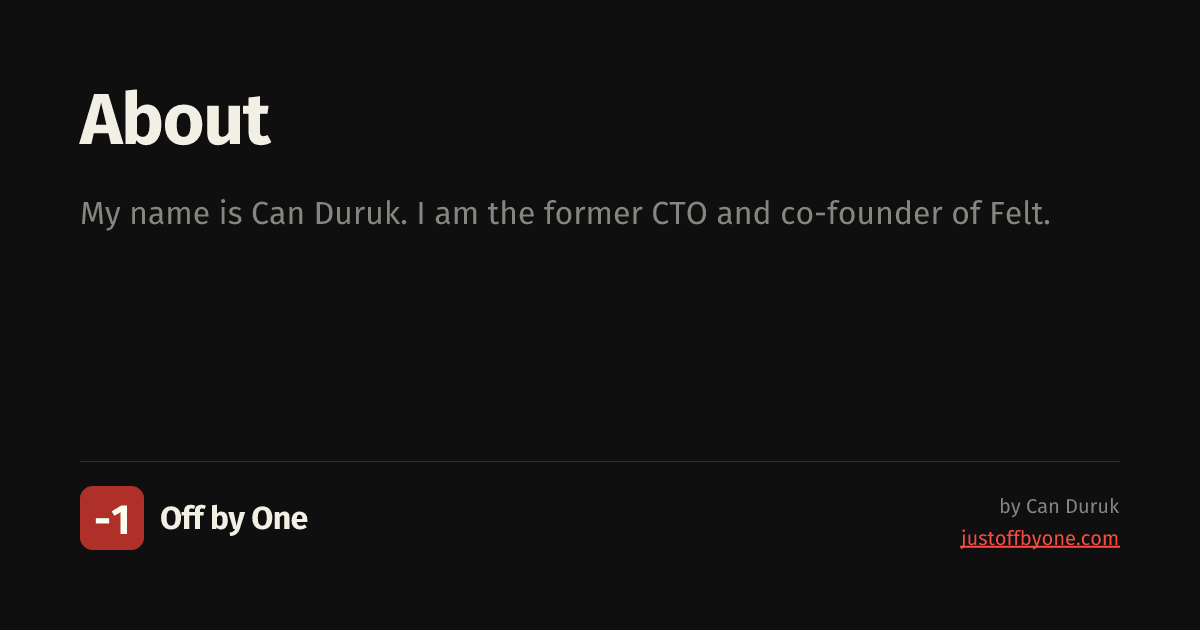 About
My name is Can Duruk. I am the former CTO and co-founder of Felt.
-1
Off by One
by Can Duruk
justoffbyone.com